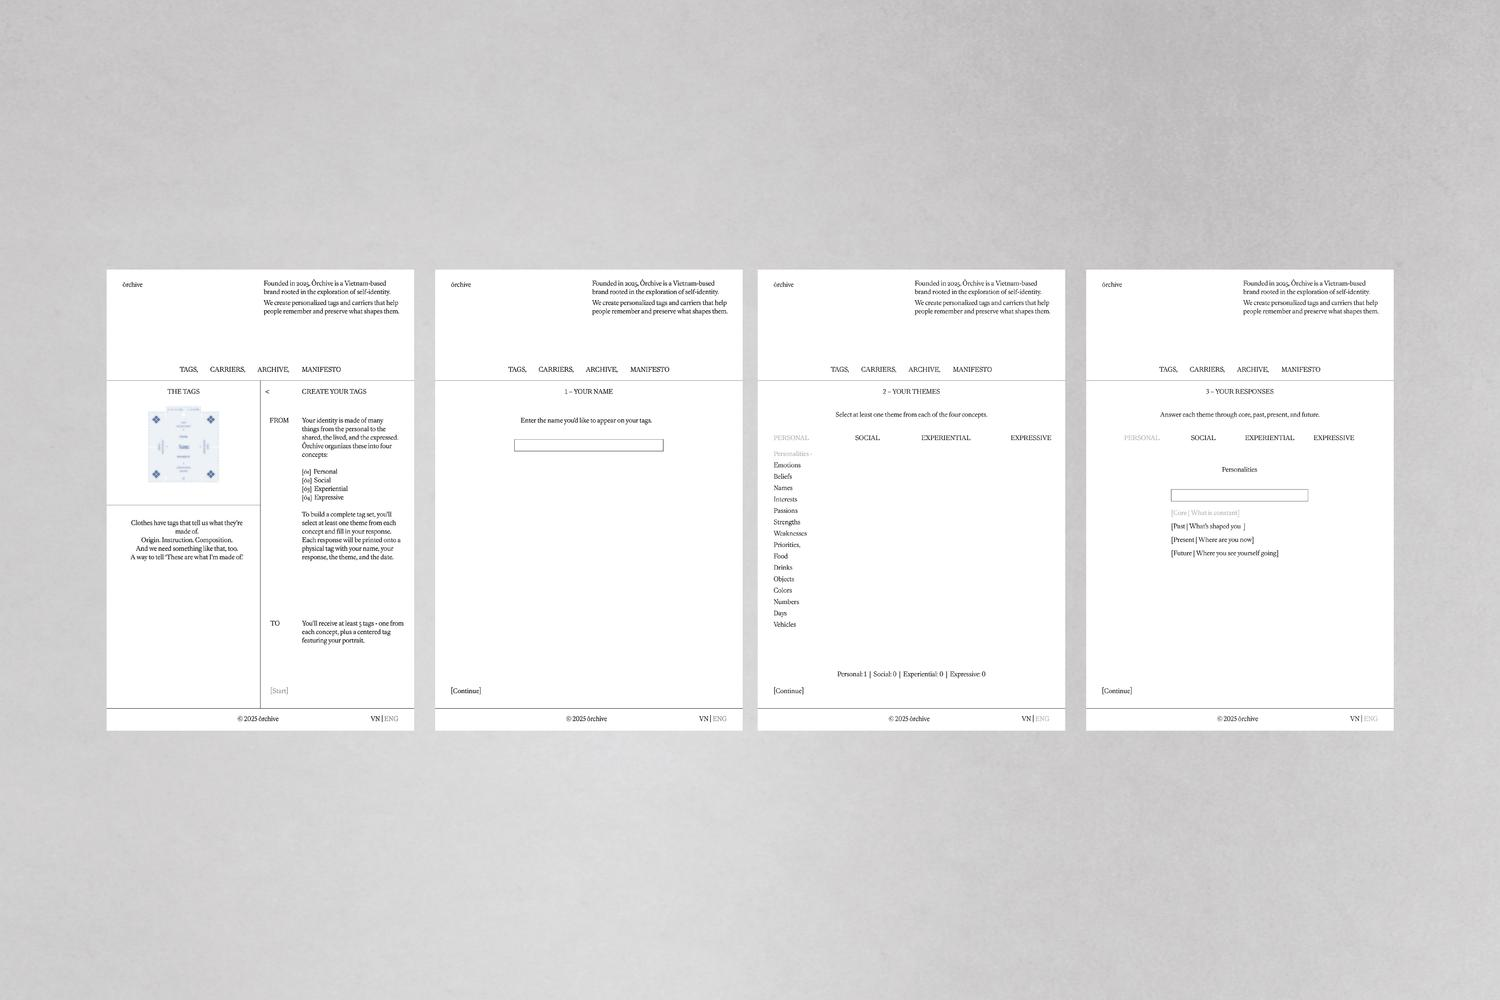 ôrchive
Founded in 2025, Ôrchive is a Vietnam-based
brand rooted in the exploration of self-identity.
We create personalized tags and carriers that help
people remember and preserve what shapes them.
TAGS, CARRIERS, ARCHIVE, MANIFESTO
THE TAGS
Clothes have tags that tell us what they're
made of.
Origin. Instruction. Composition.
And we need something like that, too.
A way to tell 'These are what I'm made of.'
< CREATE YOUR TAGS
FROM
Your identity is made of many
things from the personal to the
shared, the lived, and the expressed.
Ôrchive organizes these into four
concepts:
[01] Personal
[02] Social
[03] Experiential
[04] Expressive
To build a complete tag set, you'll
select at least one theme from each
concept and fill in your response.
Each response will be printed onto a
physical tag with your name, your
response, the theme, and the date.
TO
You'll receive at least 5 tags - one from
each concept, plus a centered tag
featuring your portrait.
[Start]
© 2025 ôrchive
VN | ENG
ôrchive
Founded in 2025, Ôrchive is a Vietnam-based
brand rooted in the exploration of self-identity.
We create personalized tags and carriers that help
people remember and preserve what shapes them.
TAGS, CARRIERS, ARCHIVE, MANIFESTO
1 – YOUR NAME
Enter the name you'd like to appear on your tags.
[Continue]
© 2025 ôrchive
VN | ENG
ôrchive
Founded in 2025, Ôrchive is a Vietnam-based
brand rooted in the exploration of self-identity.
We create personalized tags and carriers that help
people remember and preserve what shapes them.
TAGS, CARRIERS, ARCHIVE, MANIFESTO
2 – YOUR THEMES
Select at least one theme from each of the four concepts.
PERSONAL SOCIAL EXPERIENTIAL EXPRESSIVE
Personalities -
Emotions
Beliefs
Names
Interests
Passions
Strengths
Weaknesses
Priorities,
Food
Drinks
Objects
Colors
Numbers
Days
Vehicles
Personal: 1 | Social: 0 | Experiential: 0 | Expressive: 0
[Continue]
© 2025 ôrchive
VN | ENG
ôrchive
Founded in 2025, Ôrchive is a Vietnam-based
brand rooted in the exploration of self-identity.
We create personalized tags and carriers that help
people remember and preserve what shapes them.
TAGS, CARRIERS, ARCHIVE, MANIFESTO
3 – YOUR RESPONSES
Answer each theme through core, past, present, and future.
PERSONAL SOCIAL EXPERIENTIAL EXPRESSIVE
Personalities
[Core | What is constant]
[Past | What's shaped you ]
[Present | Where are you now]
[Future | Where you see yourself going]
[Continue]
© 2025 ôrchive
VN | ENG